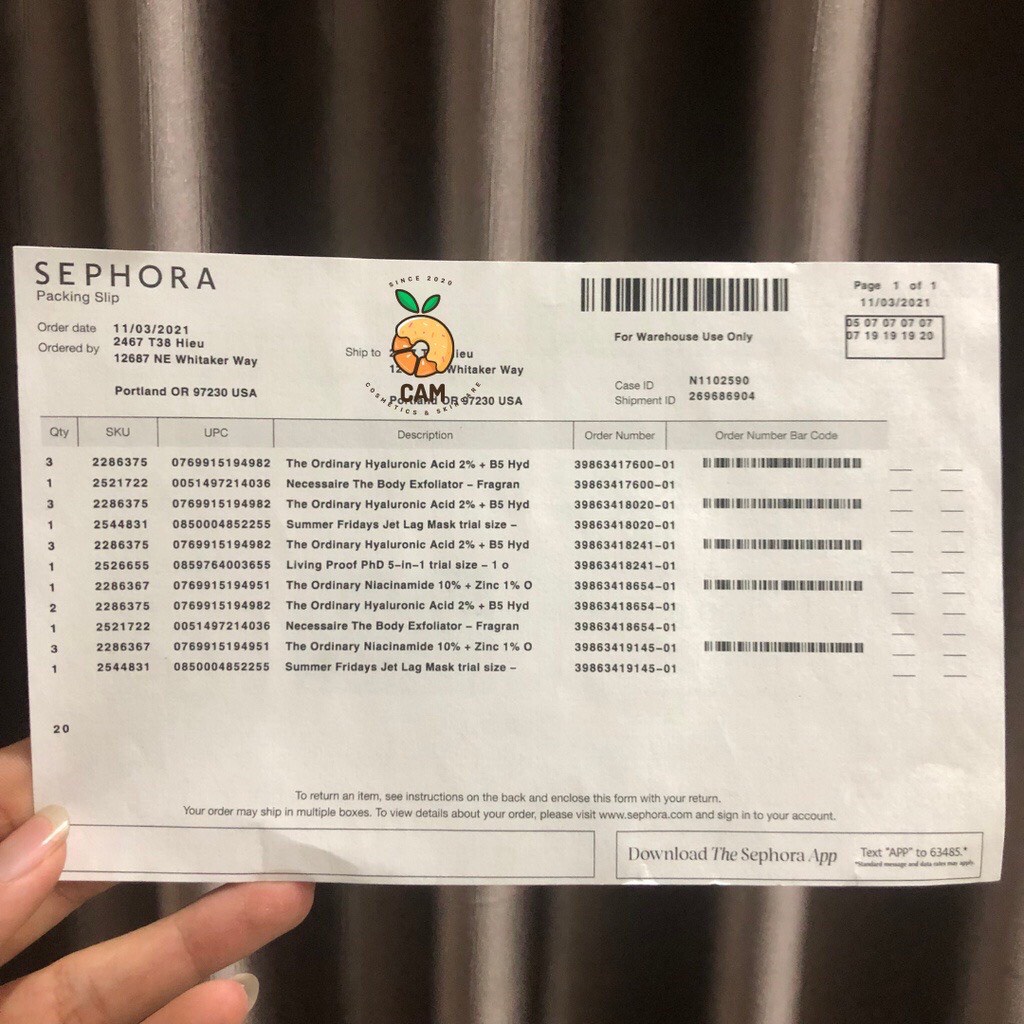 SEPHORA
Packing Slip
Order date 11/03/2021
Ordered by 2467 T38 Hieu
12687 NE Whitaker Way
Portland OR 97230 USA
SINCE 2020
Ship to 2 ieu
12 Whitaker Way
Portland OR 97230 USA
CAM
COSMETICS & SKINCARE
For Warehouse Use Only
Case ID N1102590
Shipment ID 269686904
Page 1 of 1
11/03/2021
05 07 07 07 07
07 19 19 19 20
Qty SKU UPC Description Order Number Order Number Bar Code
3 2286375 0769915194982 The Ordinary Hyaluronic Acid 2% + B5 Hyd 39863417600-01
1 2521722 0051497214036 Necessaire The Body Exfoliator - Fragran 39863417600-01
3 2286375 0769915194982 The Ordinary Hyaluronic Acid 2% + B5 Hyd 39863418020-01
1 2544831 0850004852255 Summer Fridays Jet Lag Mask trial size - 39863418020-01
3 2286375 0769915194982 The Ordinary Hyaluronic Acid 2% + B5 Hyd 39863418241-01
1 2526655 0859764003655 Living Proof PhD 5-in-1 trial size - 1 o 39863418241-01
1 2286367 0769915194951 The Ordinary Niacinamide 10% + Zinc 1% O 39863418654-01
2 2286375 0769915194982 The Ordinary Hyaluronic Acid 2% + B5 Hyd 39863418654-01
1 2521722 0051497214036 Necessaire The Body Exfoliator - Fragran 39863418654-01
3 2286367 0769915194951 The Ordinary Niacinamide 10% + Zinc 1% O 39863419145-01
1 2544831 0850004852255 Summer Fridays Jet Lag Mask trial size - 39863419145-01
20
To return an item, see instructions on the back and enclose this form with your return.
Your order may ship in multiple boxes. To view details about your order, please visit www.sephora.com and sign in to your account.
Download The Sephora App Text "APP" to 63485.*
*Standard message and data rates may apply.